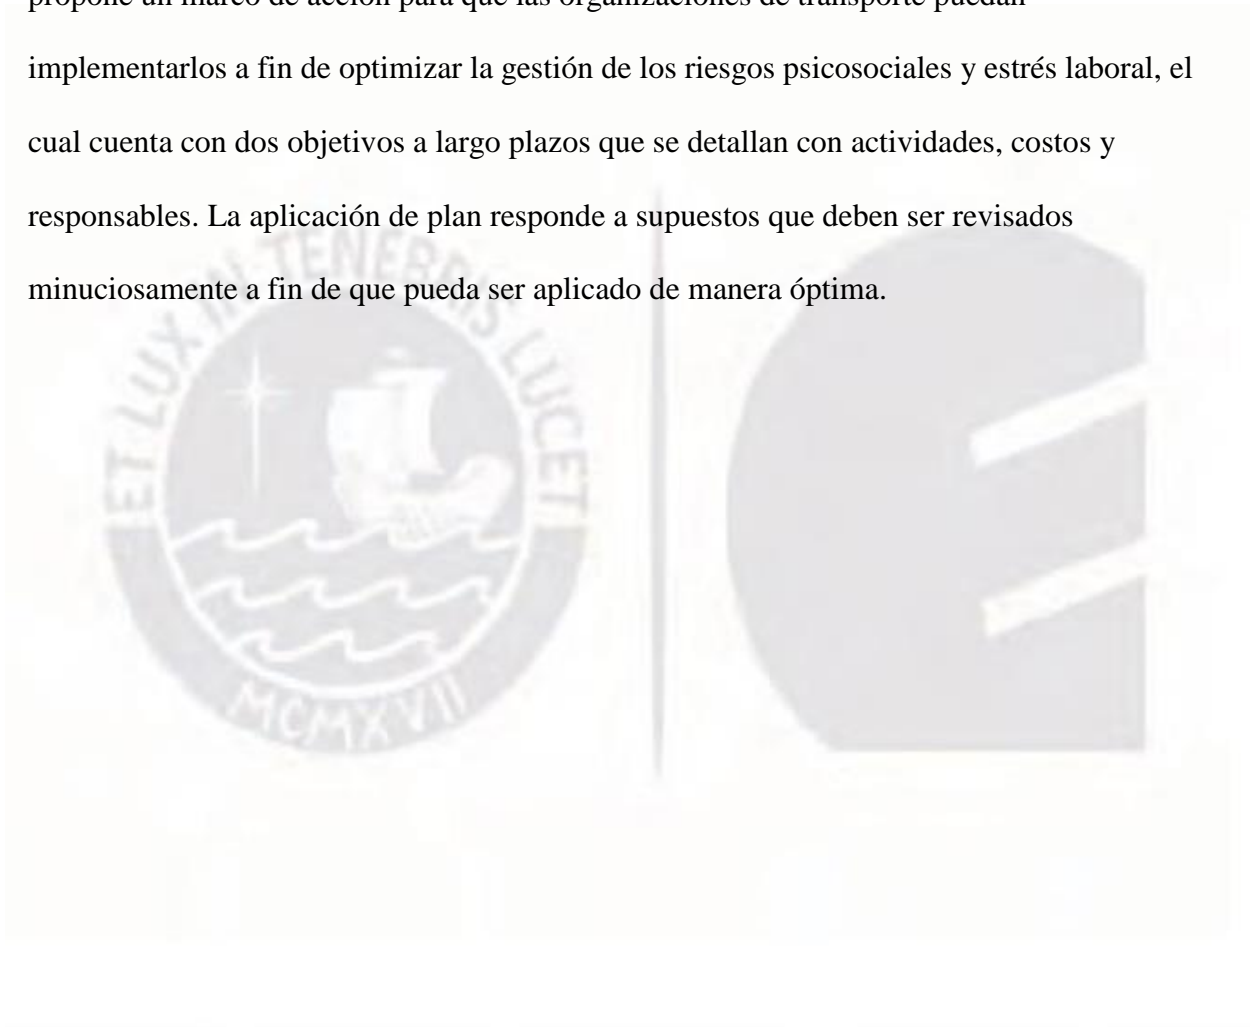 propone un marco de acción para que las organizaciones de transporte puedan
implementarlos a fin de optimizar la gestión de los riesgos psicosociales y estrés laboral, el
cual cuenta con dos objetivos a largo plazos que se detallan con actividades, costos y
responsables. La aplicación de plan responde a supuestos que deben ser revisados
minuciosamente a fin de que pueda ser aplicado de manera óptima.
ET LUX IN TENEBRIS LUCET
MCMXVII